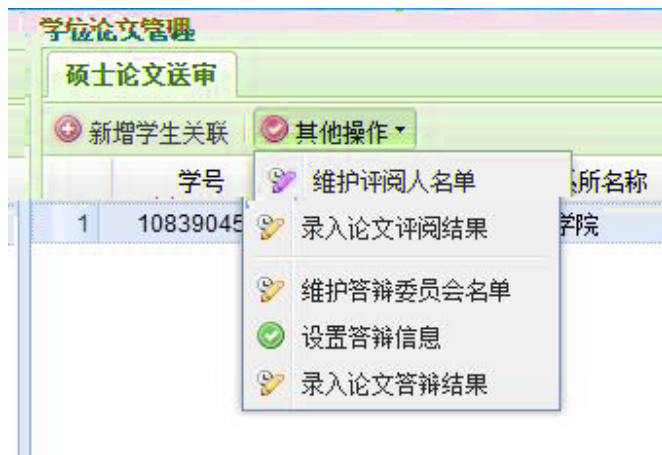 学位论文管理
硕士论文送审
新增学生关联 其他操作
学号 所名称
1 10839045 学院
维护评阅人名单
录入论文评阅结果
维护答辩委员会名单
设置答辩信息
录入论文答辩结果